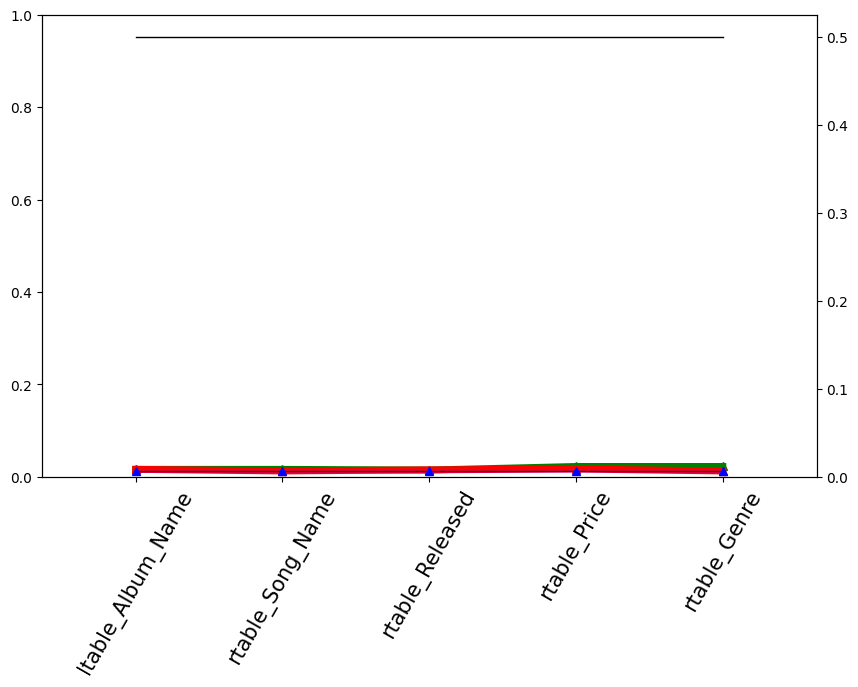 1.0
0.8
0.6
0.4
0.2
0.0
0.5
0.4
0.3
0.2
0.1
0.0
ltable_Album_Name
rtable_Song_Name
rtable_Released
rtable_Price
rtable_Genre